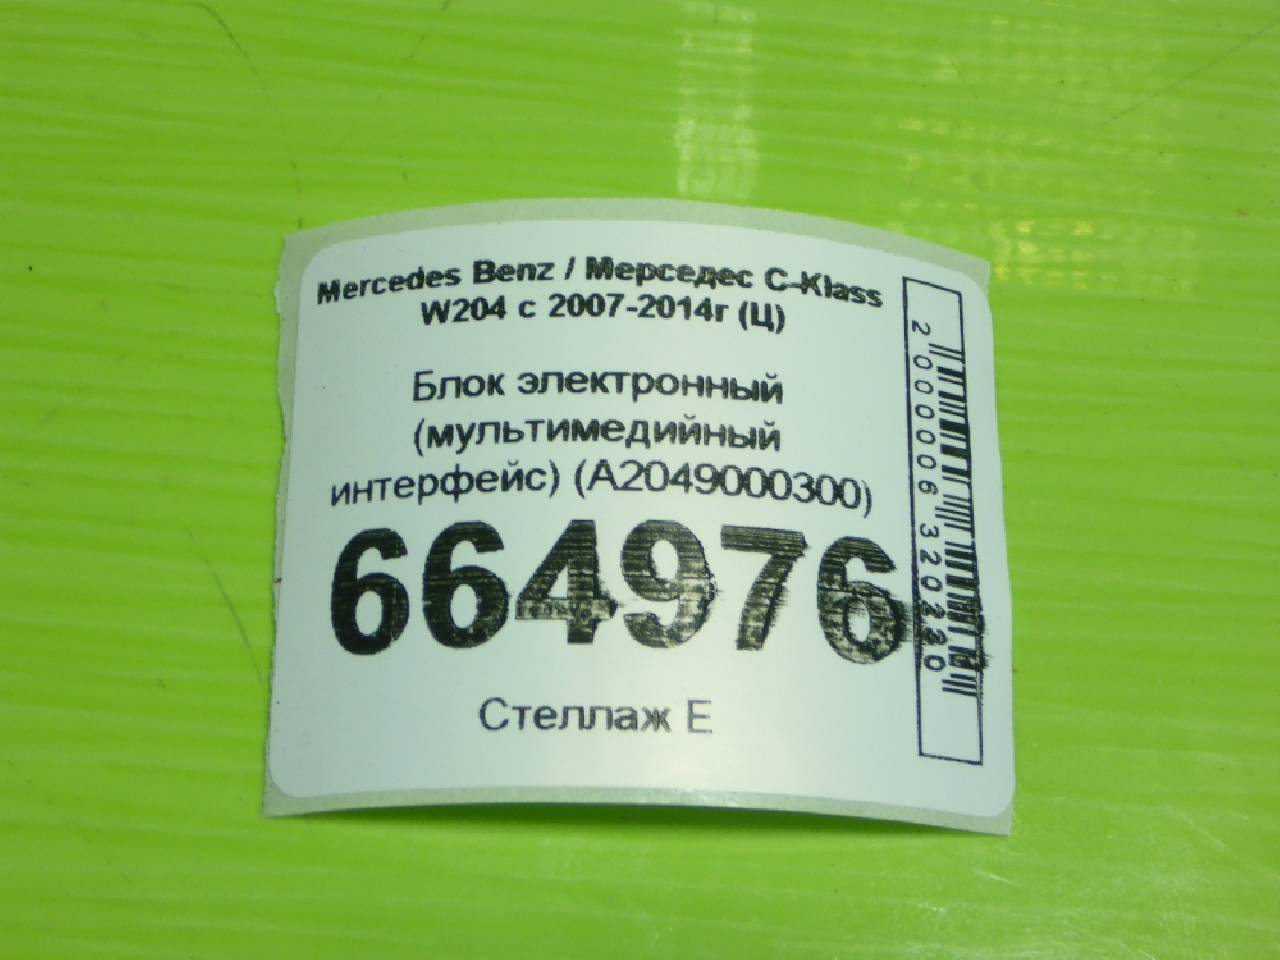 Mercedes Benz / Мерседес C-Klass
W204 с 2007-2014г (Ц)
Блок электронный
(мультимедийный
интерфейс) (A2049000300)
664976
Стеллаж E
2000006320220